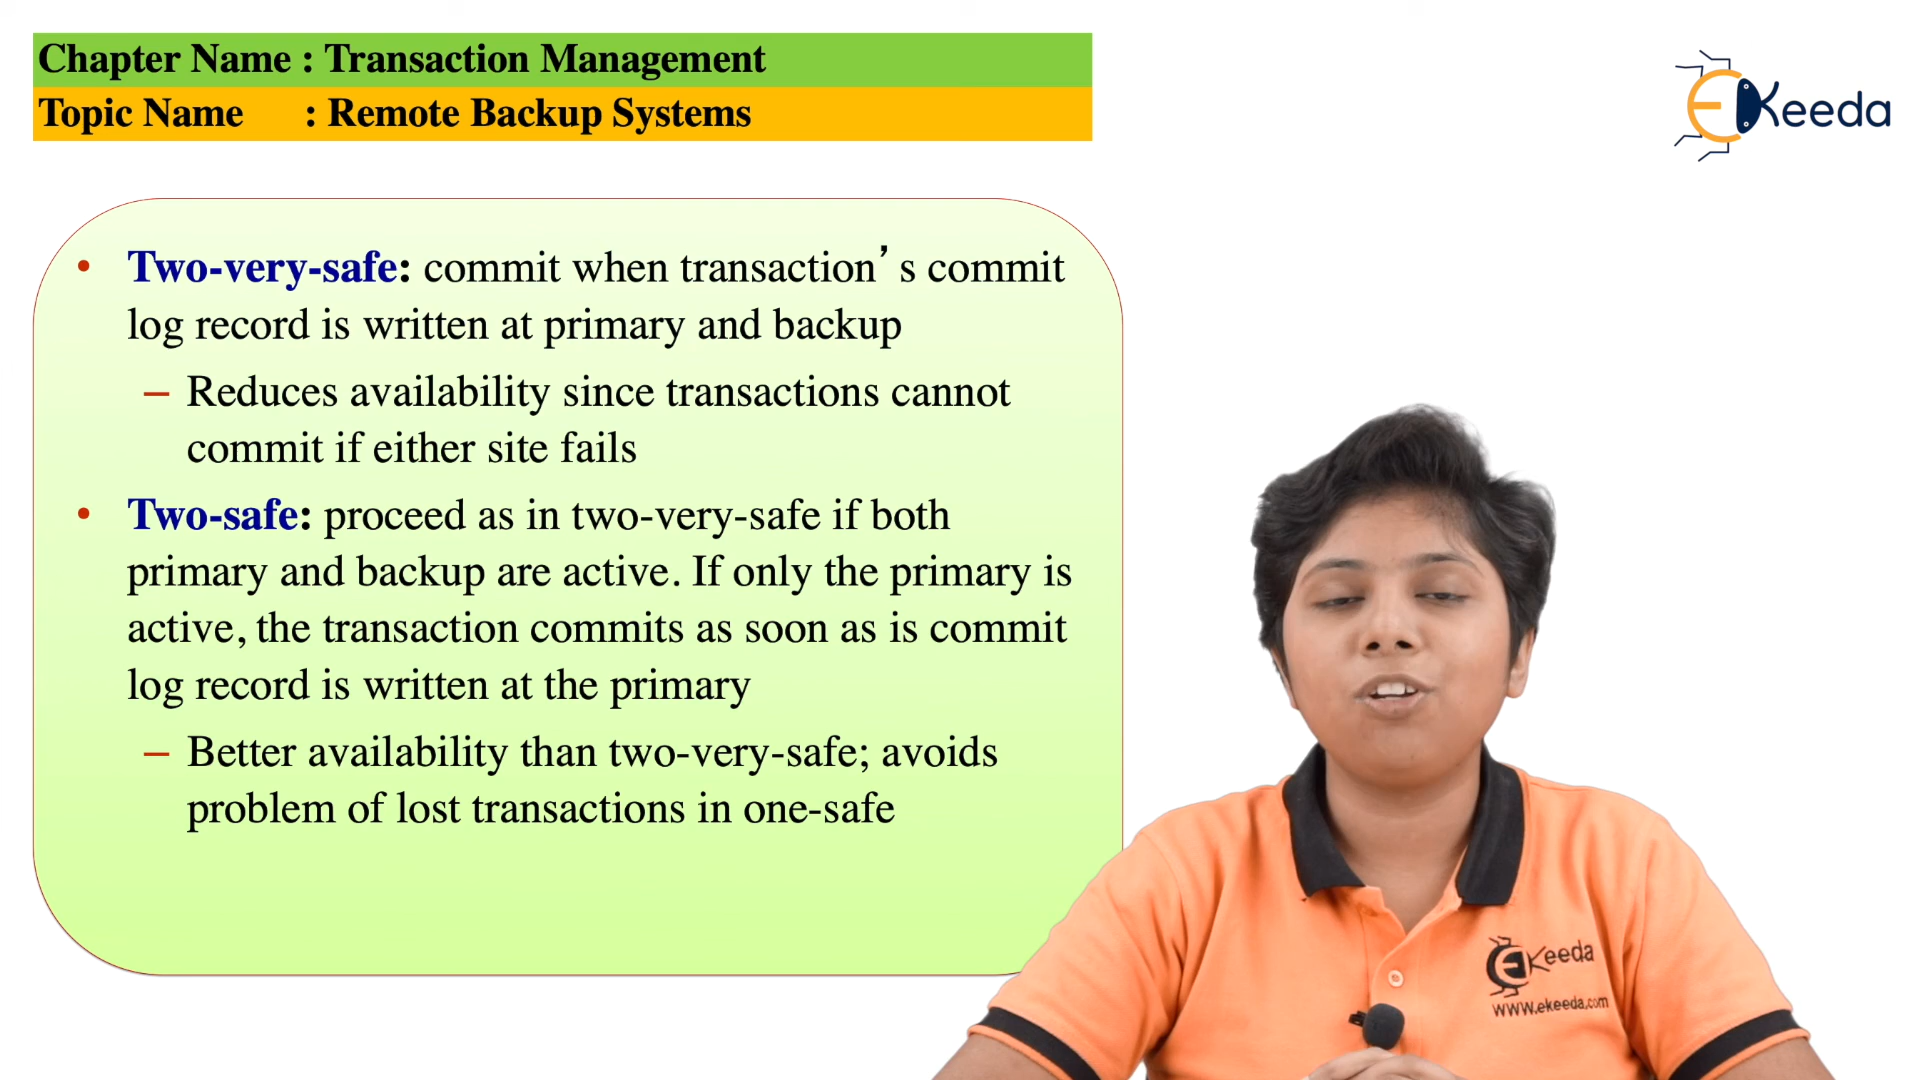 Chapter Name : Transaction Management
Topic Name : Remote Backup Systems
EKeeda
• Two-very-safe: commit when transaction’s commit
log record is written at primary and backup
– Reduces availability since transactions cannot
commit if either site fails
• Two-safe: proceed as in two-very-safe if both
primary and backup are active. If only the primary is
active, the transaction commits as soon as is commit
log record is written at the primary
– Better availability than two-very-safe; avoids
problem of lost transactions in one-safe
EKeeda
www.ekeeda.com